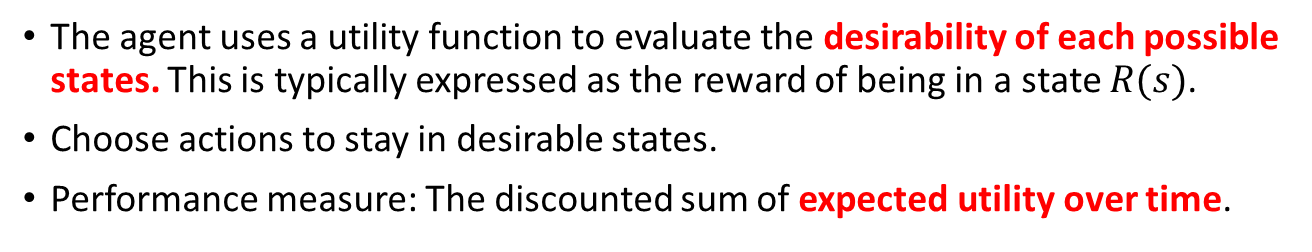 • The agent uses a utility function to evaluate the desirability of each possible
states. This is typically expressed as the reward of being in a state R(s).
• Choose actions to stay in desirable states.
• Performance measure: The discounted sum of expected utility over time.